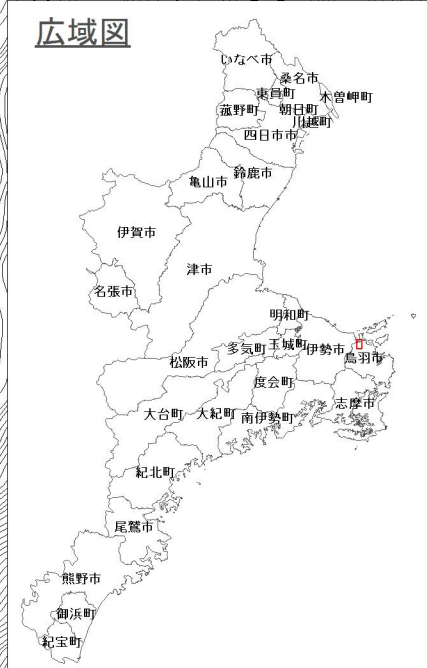 広域図
いなべ市
桑名市
東員町
木曽岬町
菰野町
朝日町
川越町
四日市市
鈴鹿市
亀山市
伊賀市
津市
名張市
明和町
多気町
玉城町
伊勢市
松阪市
鳥羽市
度会町
志摩市
大台町
大紀町
南伊勢町
紀北町
尾鷲市
熊野市
御浜町
紀宝町